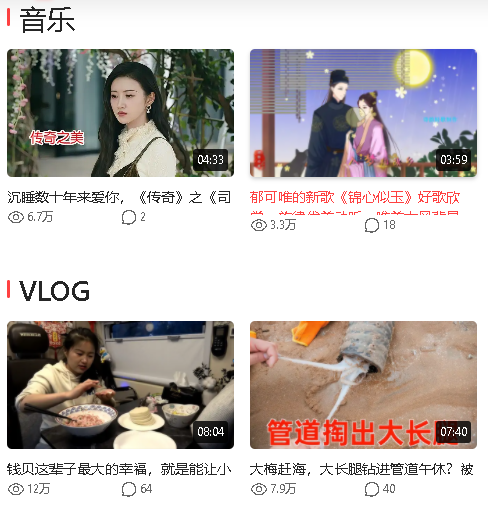 音乐
传奇之美
04:33
03:59
沉睡数十年来爱你，《传奇》之《司
郁可唯的新歌《锦心似玉》好歌欣
6.7万
2
3.3万
18
VLOG
08:04
管道掏出大长
07:40
钱贝这辈子最大的幸福，就是能让小
大梅赶海，大长腿钻进管道午休？被
12万
64
7.9万
40